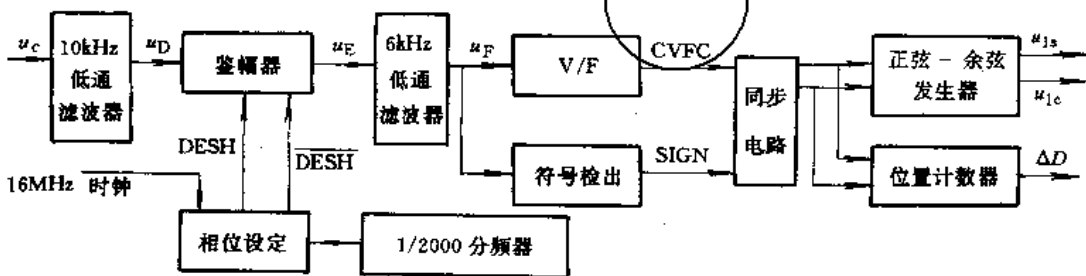 u_C
10kHz
低通
滤波器
u_D
鉴幅器
u_E
6kHz
低通
滤波器
u_F
V/F
CVFC
同步
电路
正弦－余弦
发生器
u_1s
u_1c
DESH
DESH
符号检出
SIGN
位置计数器
ΔD
16MHz 时钟
相位设定
1/2000 分频器